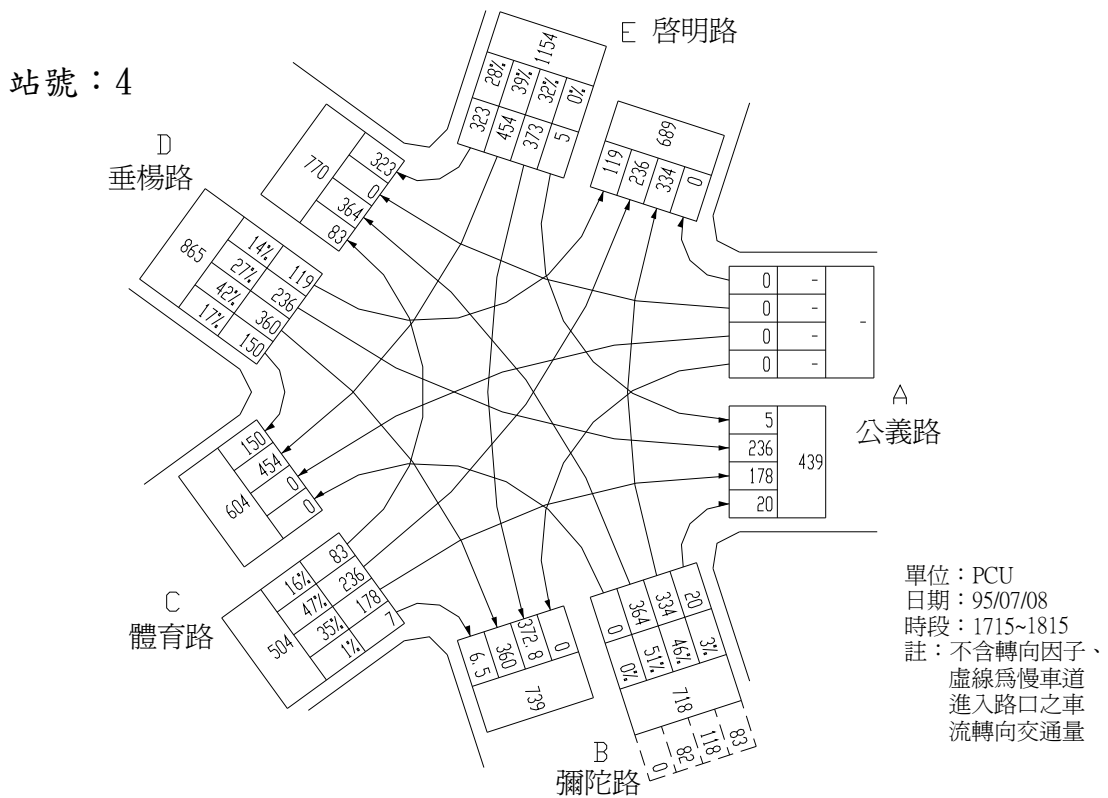 站號：4
E 啓明路
1154
28% 39% 32% 0%
323 454 373 5
689
119 236 334 0
D
垂楊路
770
323
0
364
83
865
14% 119
27% 236
42% 360
17% 150
0 -
0 -
0 -
0 -
-
A
公義路
5
236
178
20
439
604
150
454
0
0
C
體育路
504
16% 83
47% 236
35% 178
1% 7
6.5 360 372.8 0
739
0 364 334 20
0% 51% 46% 3%
718
0 82 118 83
B
彌陀路
單位：PCU
日期：95/07/08
時段：1715~1815
註：不含轉向因子、
虛線爲慢車道
進入路口之車
流轉向交通量